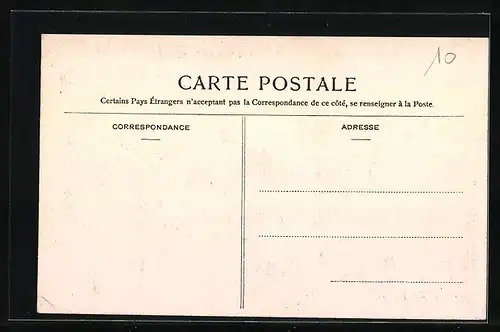 10
CARTE POSTALE
Certains Pays Étrangers n'acceptant pas la Correspondance de ce côté, se renseigner à la Poste.
CORRESPONDANCE
ADRESSE